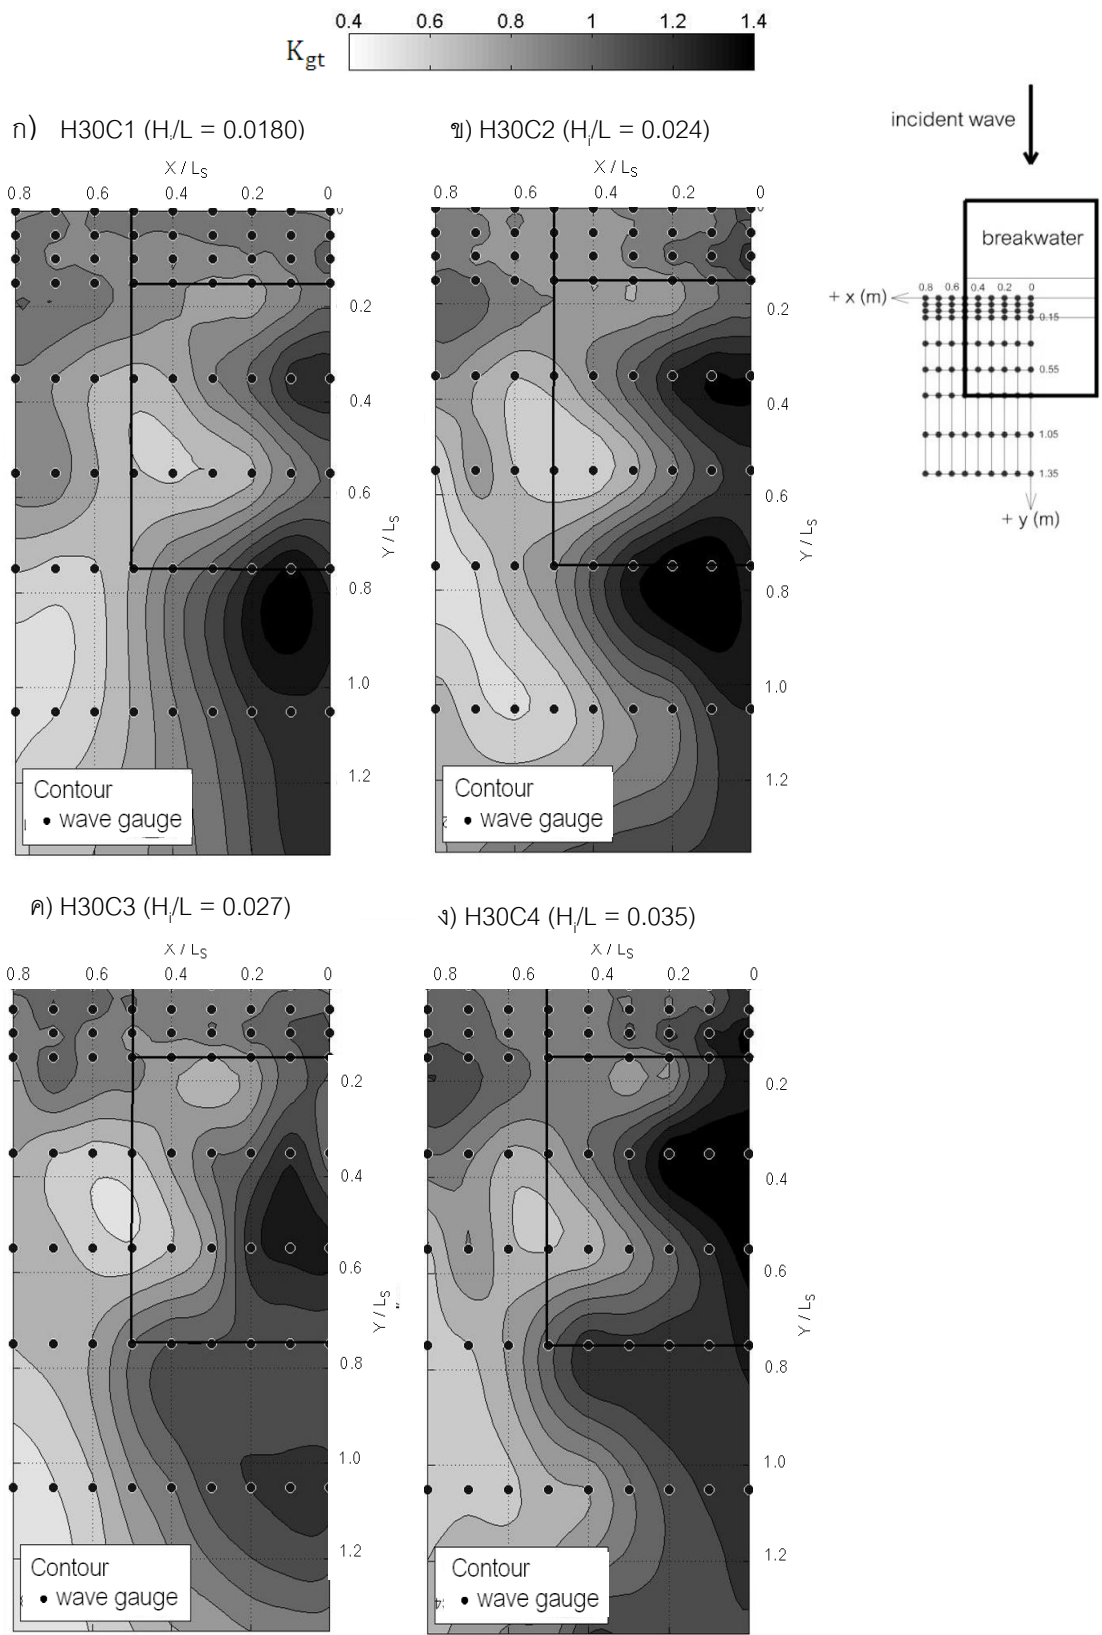 0.4 0.6 0.8 1 1.2 1.4
Kgt
incident wave
breakwater
0.8 0.6 0.4 0.2 0
+ x (m)
0.15
0.55
1.05
1.35
+ y (m)
ก) H30C1 (Hᵢ/L = 0.0180)
X / LS
0.8 0.6 0.4 0.2 0
0
0.2
0.4
0.6
Y / LS
0.8
1.0
1.2
Contour
• wave gauge
ข) H30C2 (Hᵢ/L = 0.024)
X / LS
0.8 0.6 0.4 0.2 0
0.2
0.4
0.6
Y / LS
0.8
1.0
1.2
Contour
• wave gauge
ค) H30C3 (Hᵢ/L = 0.027)
X / LS
0.8 0.6 0.4 0.2 0
0.2
0.4
0.6
Y / LS
0.8
1.0
1.2
Contour
• wave gauge
ง) H30C4 (Hᵢ/L = 0.035)
X / LS
0.8 0.6 0.4 0.2 0
0.2
0.4
0.6
Y / LS
0.8
1.0
1.2
Contour
• wave gauge